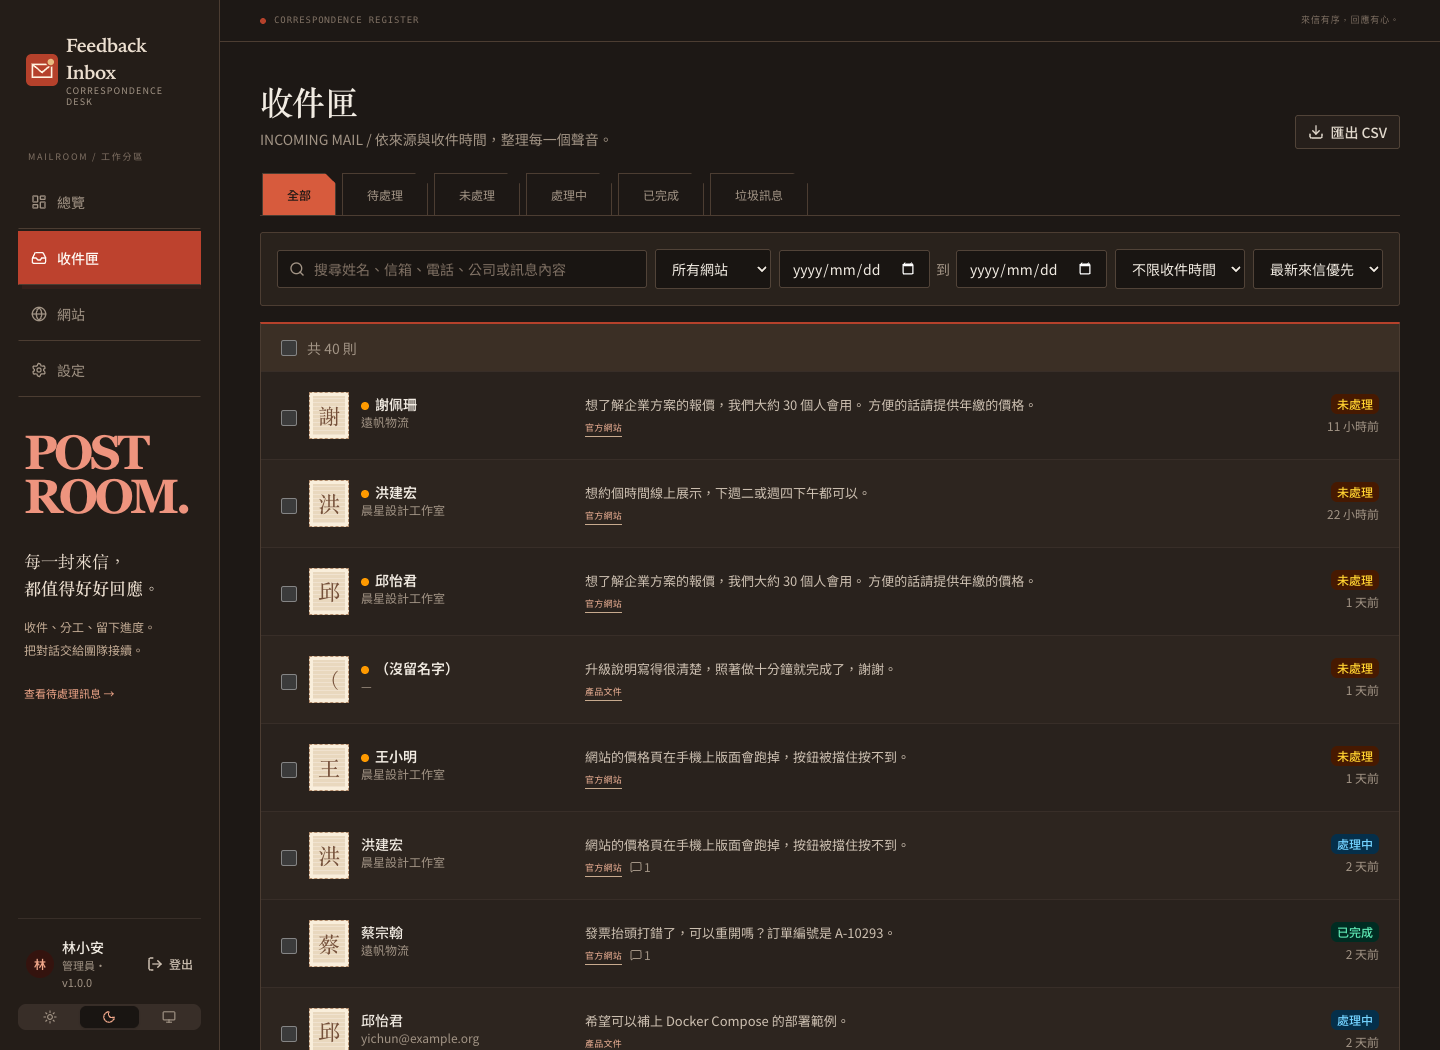 Feedback
Inbox
CORRESPONDENCE
DESK
MAILROOM / 工作分區
總覽
收件匣
網站
設定
POST
ROOM.
每一封來信，
都值得好好回應。
收件、分工、留下進度。
把對話交給團隊接續。
查看待處理訊息 →
林
林小安
管理員・
v1.0.0
登出
CORRESPONDENCE REGISTER
來信有序。回應有心。
收件匣
INCOMING MAIL / 依來源與收件時間，整理每一個聲音。
匯出 CSV
全部
待處理
未處理
處理中
已完成
垃圾訊息
搜尋姓名、信箱、電話、公司或訊息內容
所有網站
yyyy/mm/dd
到
yyyy/mm/dd
不限收件時間
最新來信優先
共 40 則
謝
謝佩珊
遠帆物流
想了解企業方案的報價，我們大約 30 個人會用。 方便的話請提供年繳的價格。
官方網站
未處理
11 小時前
洪
洪建宏
晨星設計工作室
想約個時間線上展示，下週二或週四下午都可以。
官方網站
未處理
22 小時前
邱
邱怡君
晨星設計工作室
想了解企業方案的報價，我們大約 30 個人會用。 方便的話請提供年繳的價格。
官方網站
未處理
1 天前
（
（沒留名字）
—
升級說明寫得很清楚，照著做十分鐘就完成了，謝謝。
產品文件
未處理
1 天前
王
王小明
晨星設計工作室
網站的價格頁在手機上版面會跑掉，按鈕被擋住按不到。
官方網站
未處理
1 天前
洪
洪建宏
晨星設計工作室
網站的價格頁在手機上版面會跑掉，按鈕被擋住按不到。
官方網站 1
處理中
2 天前
蔡
蔡宗翰
遠帆物流
發票抬頭打錯了，可以重開嗎？訂單編號是 A-10293。
官方網站 1
已完成
2 天前
邱
邱怡君
yichun@example.org
希望可以補上 Docker Compose 的部署範例。
產品文件
處理中
2 天前